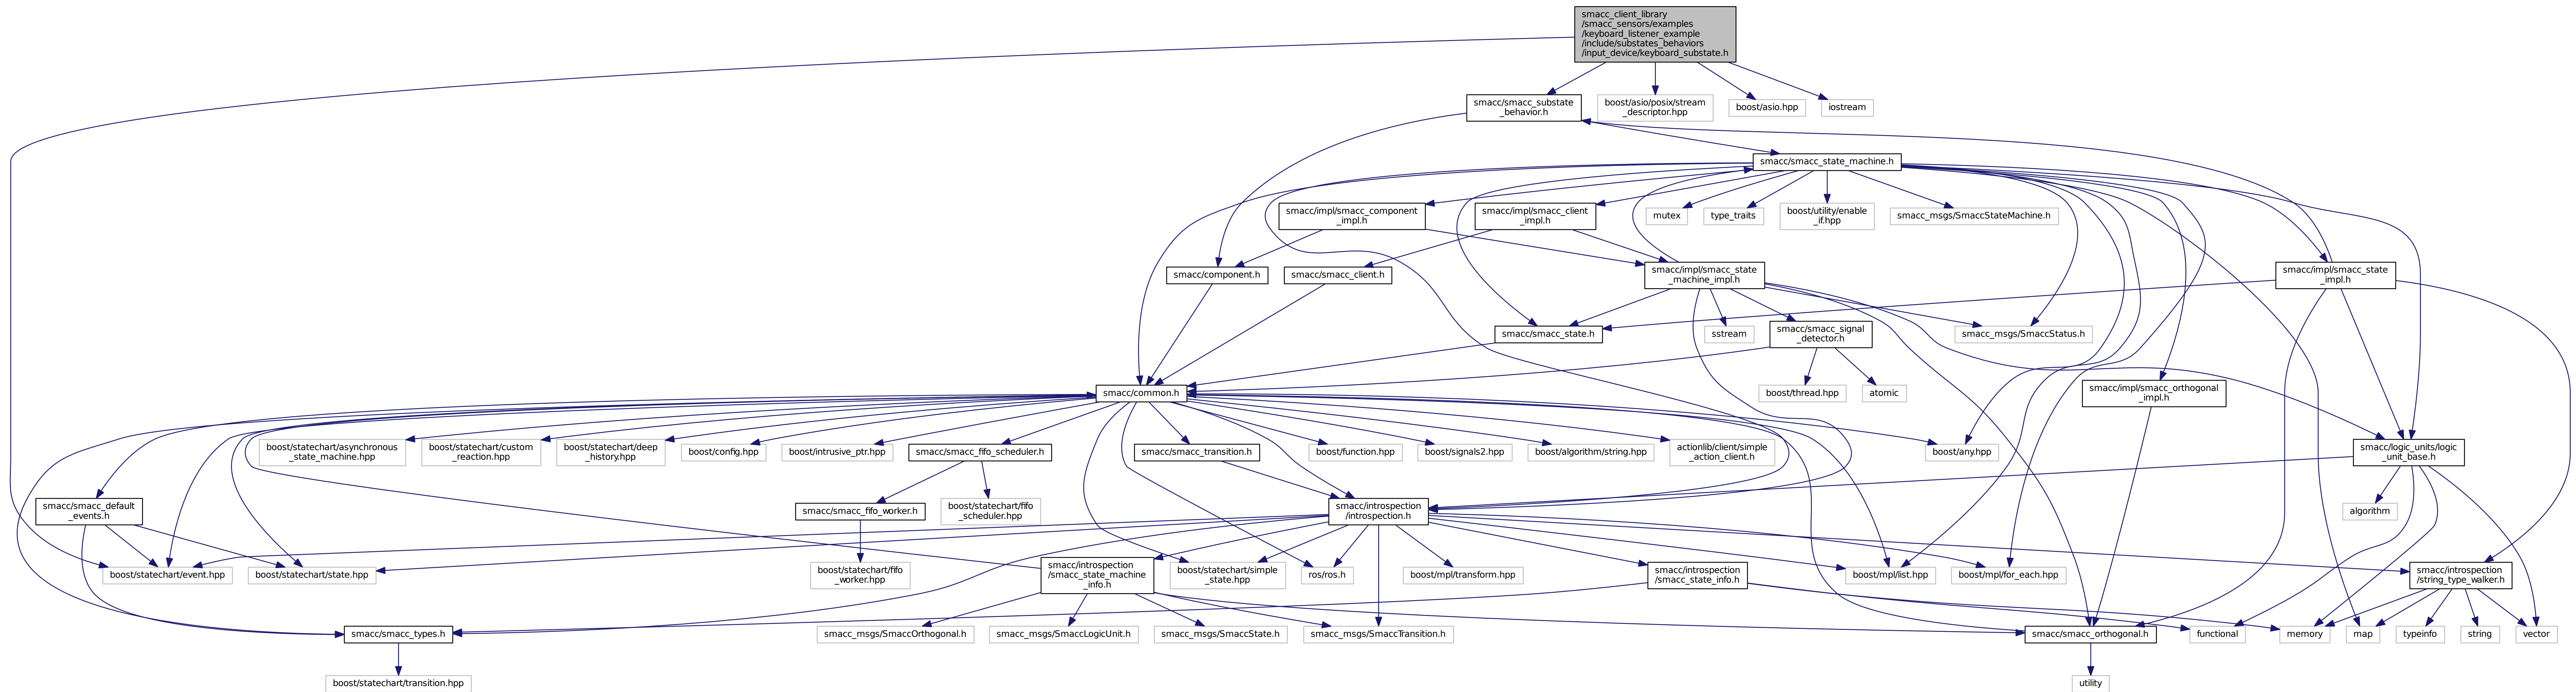 smacc_client_library
/smacc_sensors/examples
/keyboard_listener_example
/include/substates_behaviors
/input_device/keyboard_substate.h
smacc/smacc_substate
_behavior.h
boost/asio/posix/stream
_descriptor.hpp
boost/asio.hpp
iostream
smacc/smacc_state_machine.h
smacc/impl/smacc_component
_impl.h
smacc/impl/smacc_client
_impl.h
mutex
type_traits
boost/utility/enable
_if.hpp
smacc_msgs/SmaccStateMachine.h
smacc/component.h
smacc/smacc_client.h
smacc/impl/smacc_state
_machine_impl.h
smacc/impl/smacc_state
_impl.h
smacc/smacc_state.h
sstream
smacc/smacc_signal
_detector.h
smacc_msgs/SmaccStatus.h
smacc/common.h
boost/thread.hpp
atomic
smacc/impl/smacc_orthogonal
_impl.h
boost/statechart/asynchronous
_state_machine.hpp
boost/statechart/custom
_reaction.hpp
boost/statechart/deep
_history.hpp
boost/config.hpp
boost/intrusive_ptr.hpp
smacc/smacc_fifo_scheduler.h
smacc/smacc_transition.h
boost/function.hpp
boost/signals2.hpp
boost/algorithm/string.hpp
actionlib/client/simple
_action_client.h
boost/any.hpp
smacc/logic_units/logic
_unit_base.h
smacc/smacc_default
_events.h
smacc/smacc_fifo_worker.h
boost/statechart/fifo
_scheduler.hpp
smacc/introspection
/introspection.h
algorithm
boost/statechart/event.hpp
boost/statechart/state.hpp
boost/statechart/fifo
_worker.hpp
smacc/introspection
/smacc_state_machine
_info.h
boost/statechart/simple
_state.hpp
ros/ros.h
boost/mpl/transform.hpp
smacc/introspection
/smacc_state_info.h
boost/mpl/list.hpp
boost/mpl/for_each.hpp
smacc/introspection
/string_type_walker.h
smacc/smacc_types.h
smacc_msgs/SmaccOrthogonal.h
smacc_msgs/SmaccLogicUnit.h
smacc_msgs/SmaccState.h
smacc_msgs/SmaccTransition.h
smacc/smacc_orthogonal.h
functional
memory
map
typeinfo
string
vector
boost/statechart/transition.hpp
utility